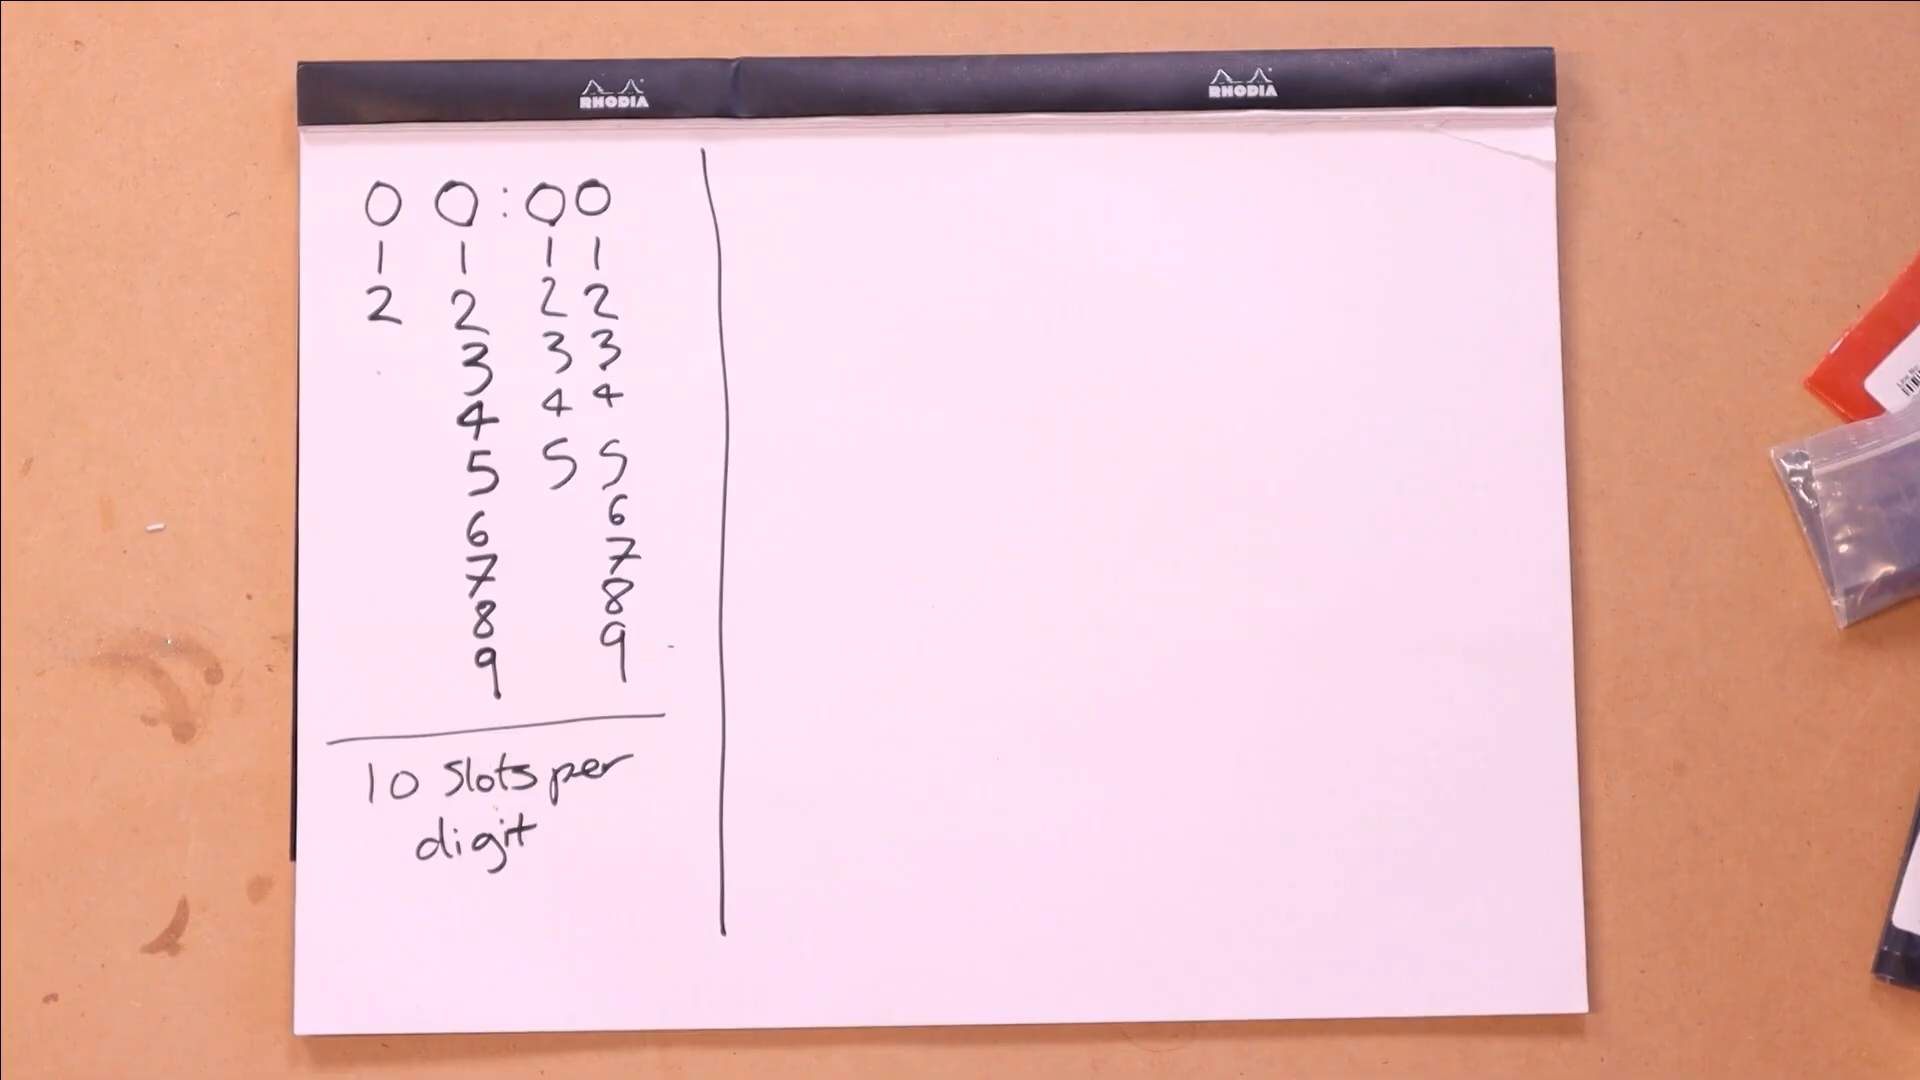 RHODIA RHODIA
0 0 : 0 0
1 1 1 1
2 2 2 2
3 3 3
4 4 4
5 5 5
6 6
7 7
8 8
9 9
10 Slots per
digit